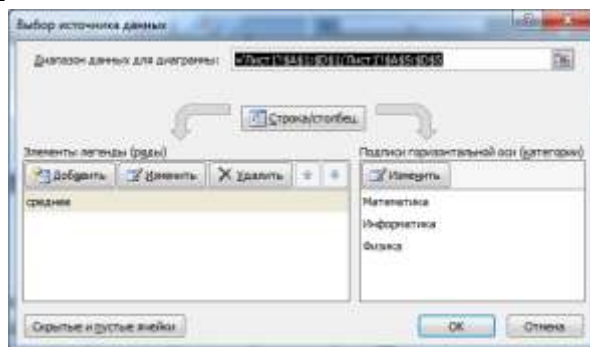 Выбор источника данных
Диапазон данных для диаграммы:
Строка/столбец
Элементы легенды (ряды)
Подписи горизонтальной оси (категории)
Добавить Изменить Удалить
Изменить
среднее
Математика
Информатика
Физика
Скрытые и пустые ячейки
ОК Отмена